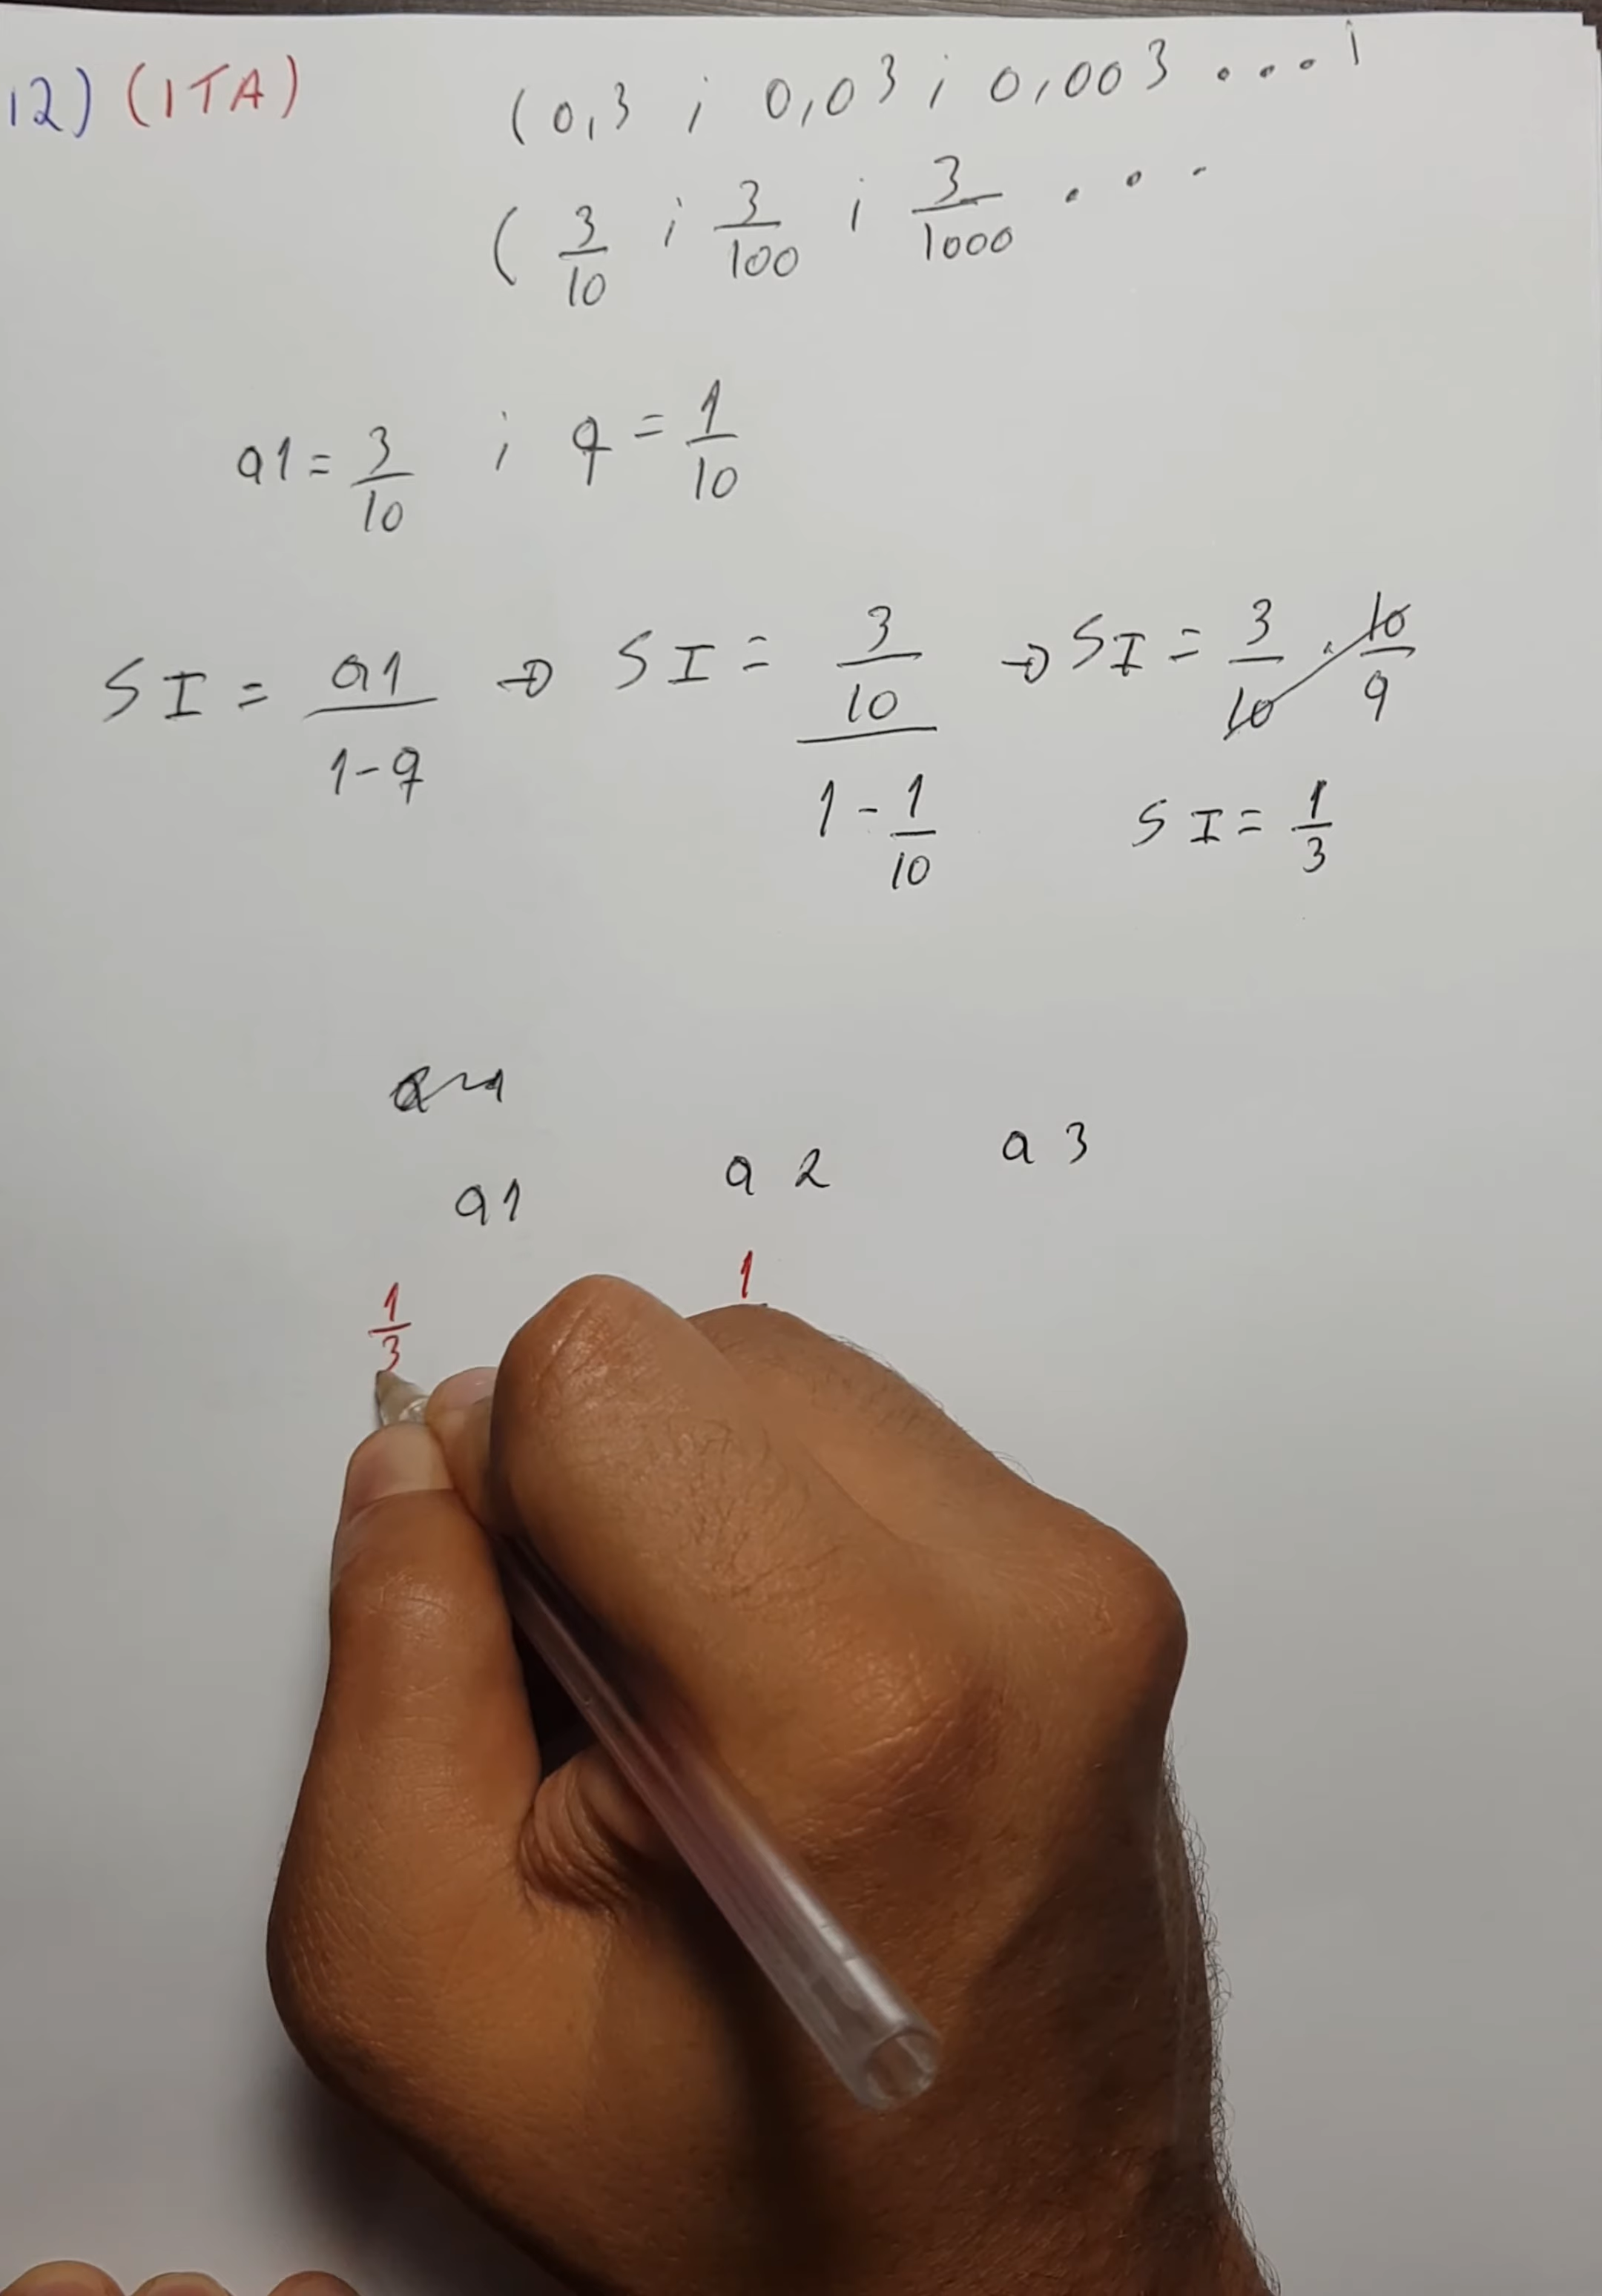 12) (ITA) (0,3 ; 0,03 ; 0,003 ....
( 3/10 ; 3/100 ; 3/1000 ...
a1 = 3/10 ; q = 1/10
SI = a1/(1-q) → SI = (3/10)/(1 - 1/10) → SI = 3/10 . 10/9
SI = 1/3
a1 a2 a3
1/3 1